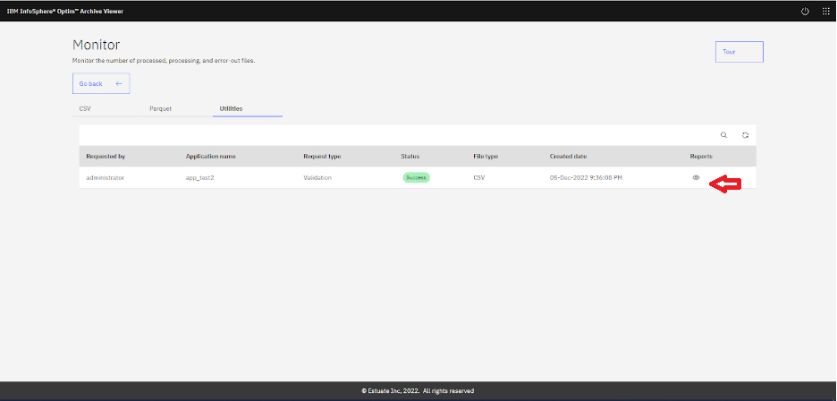 IBM InfoSphere® Optim™ Archive Viewer
Monitor
Monitor the number of processed, processing, and error-out files.
Tour
Go back
CSV Parquet Utilities
Requested by Application name Request type Status File type Created date Reports
administrator app_test2 Validation Success CSV 05-Dec-2022 9:36:08 PM
© Estuate Inc, 2022. All rights reserved